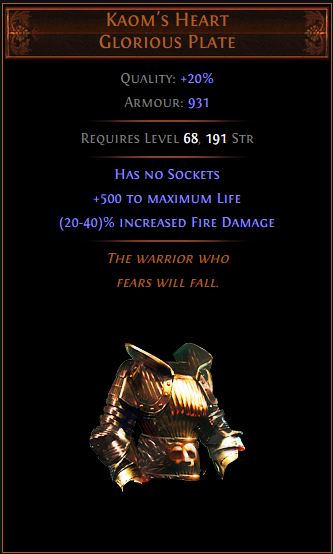 Kaom's Heart
Glorious Plate
Quality: +20%
Armour: 931
Requires Level 68, 191 Str
Has no Sockets
+500 to maximum Life
(20-40)% increased Fire Damage
The warrior who
fears will fall.